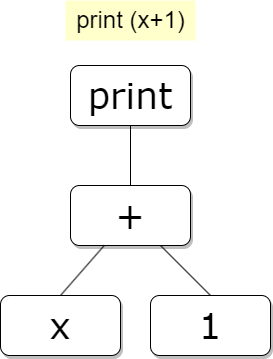 print (x+1)
print
+
x
1